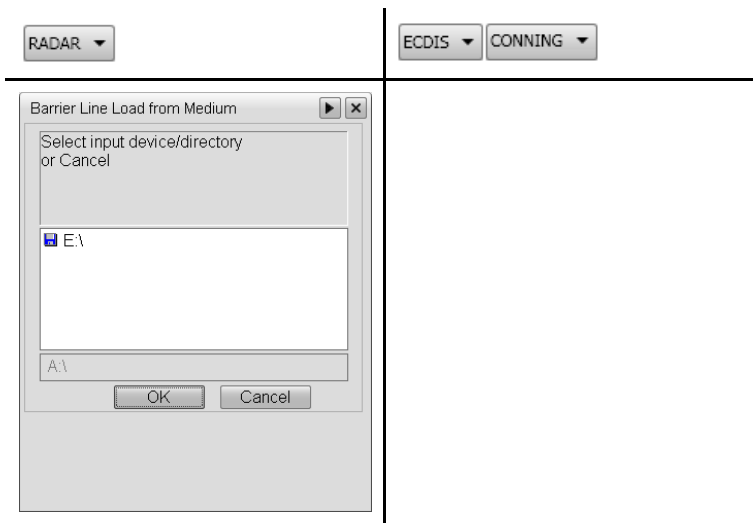 RADAR
ECDIS CONNING
Barrier Line Load from Medium
Select input device/directory
or Cancel
E:\
A:\
OK Cancel